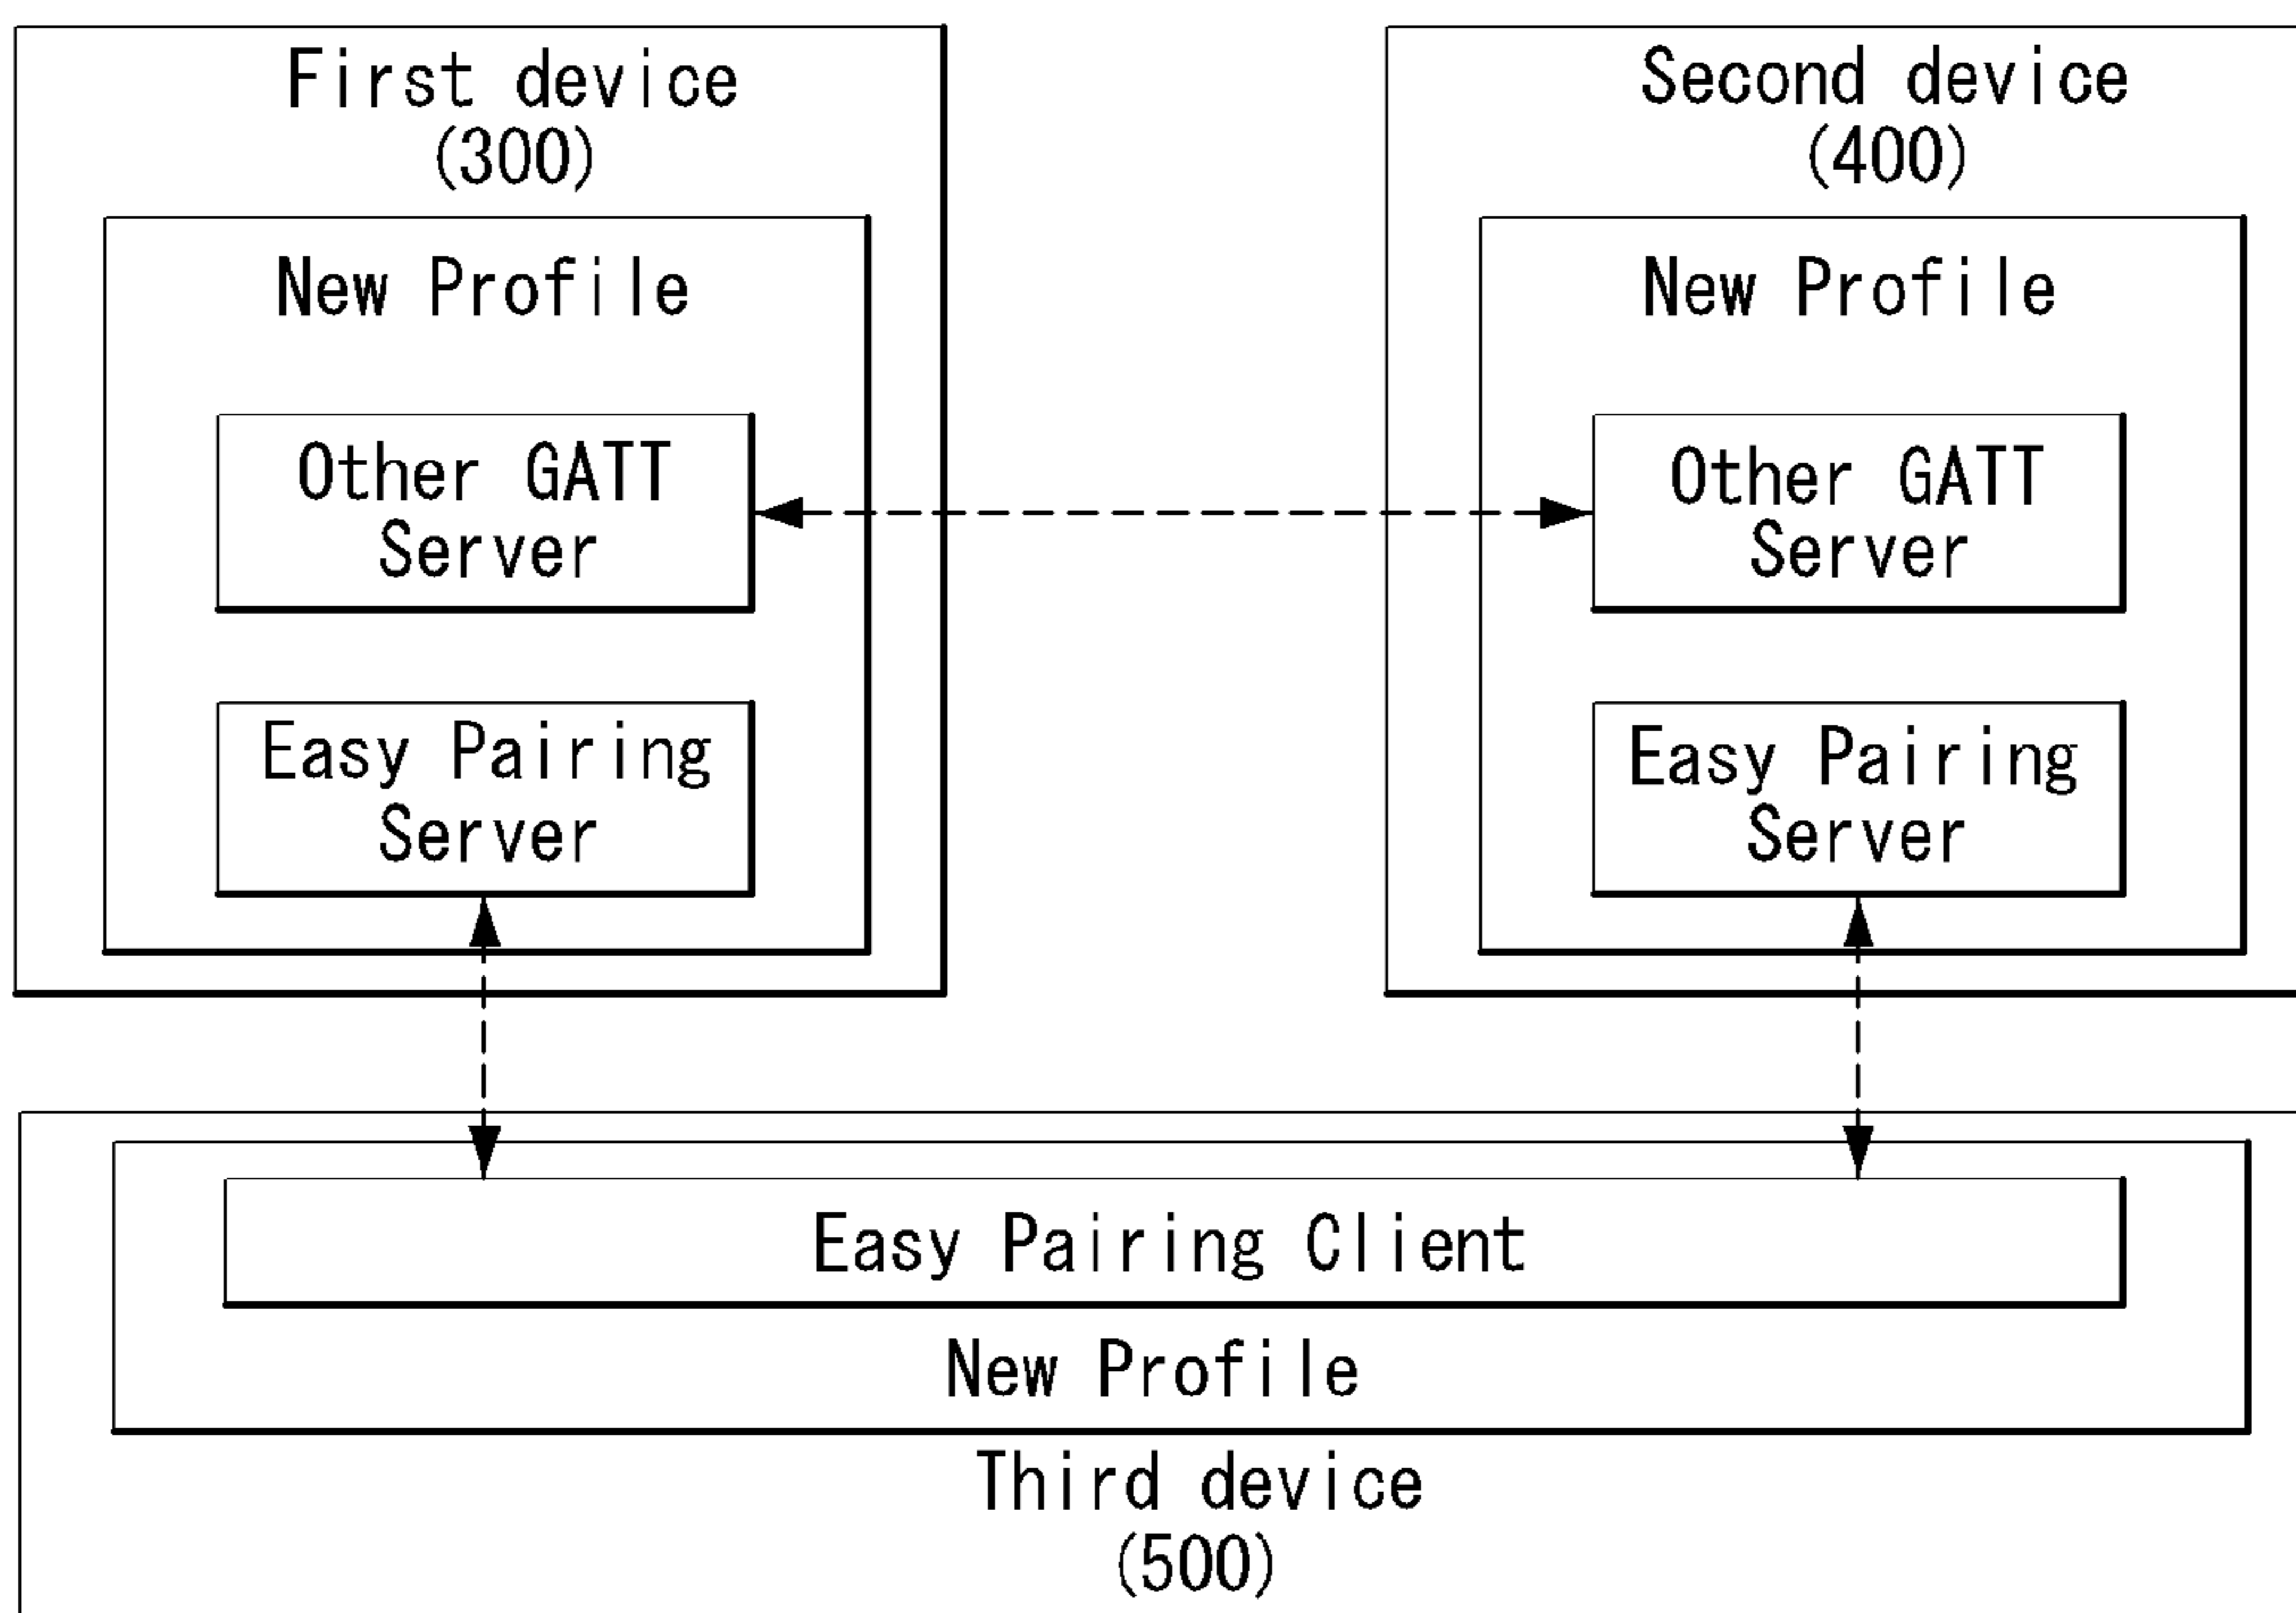 First device
(300)
New Profile
Other GATT
Server
Easy Pairing
Server
Second device
(400)
New Profile
Other GATT
Server
Easy Pairing
Server
Easy Pairing Client
New Profile
Third device
(500)